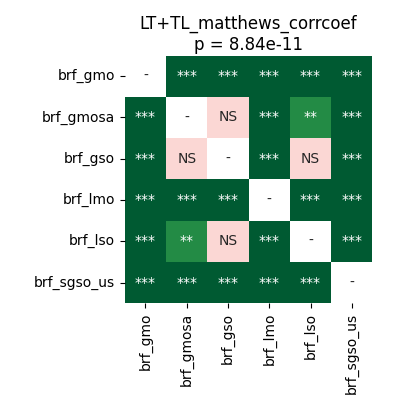 LT+TL_matthews_corrcoef
p = 8.84e-11
brf_gmo - *** *** *** *** ***
brf_gmosa *** - NS *** ** ***
brf_gso *** NS - *** NS ***
brf_lmo *** *** *** - *** ***
brf_lso *** ** NS *** - ***
brf_sgso_us *** *** *** *** *** -
brf_gmo
brf_gmosa
brf_gso
brf_lmo
brf_lso
brf_sgso_us